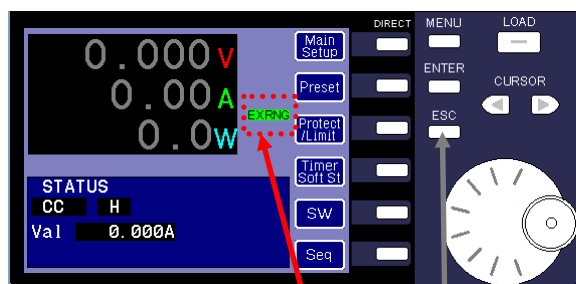 DIRECT
MENU
LOAD
0.000 V
Main
Setup
ENTER
0.00 A
Preset
CURSOR
EXRNG
ESC
0.0W
Protect
/Limit
Timer
Soft St
STATUS
CC H
SW
Val 0.000A
Seq